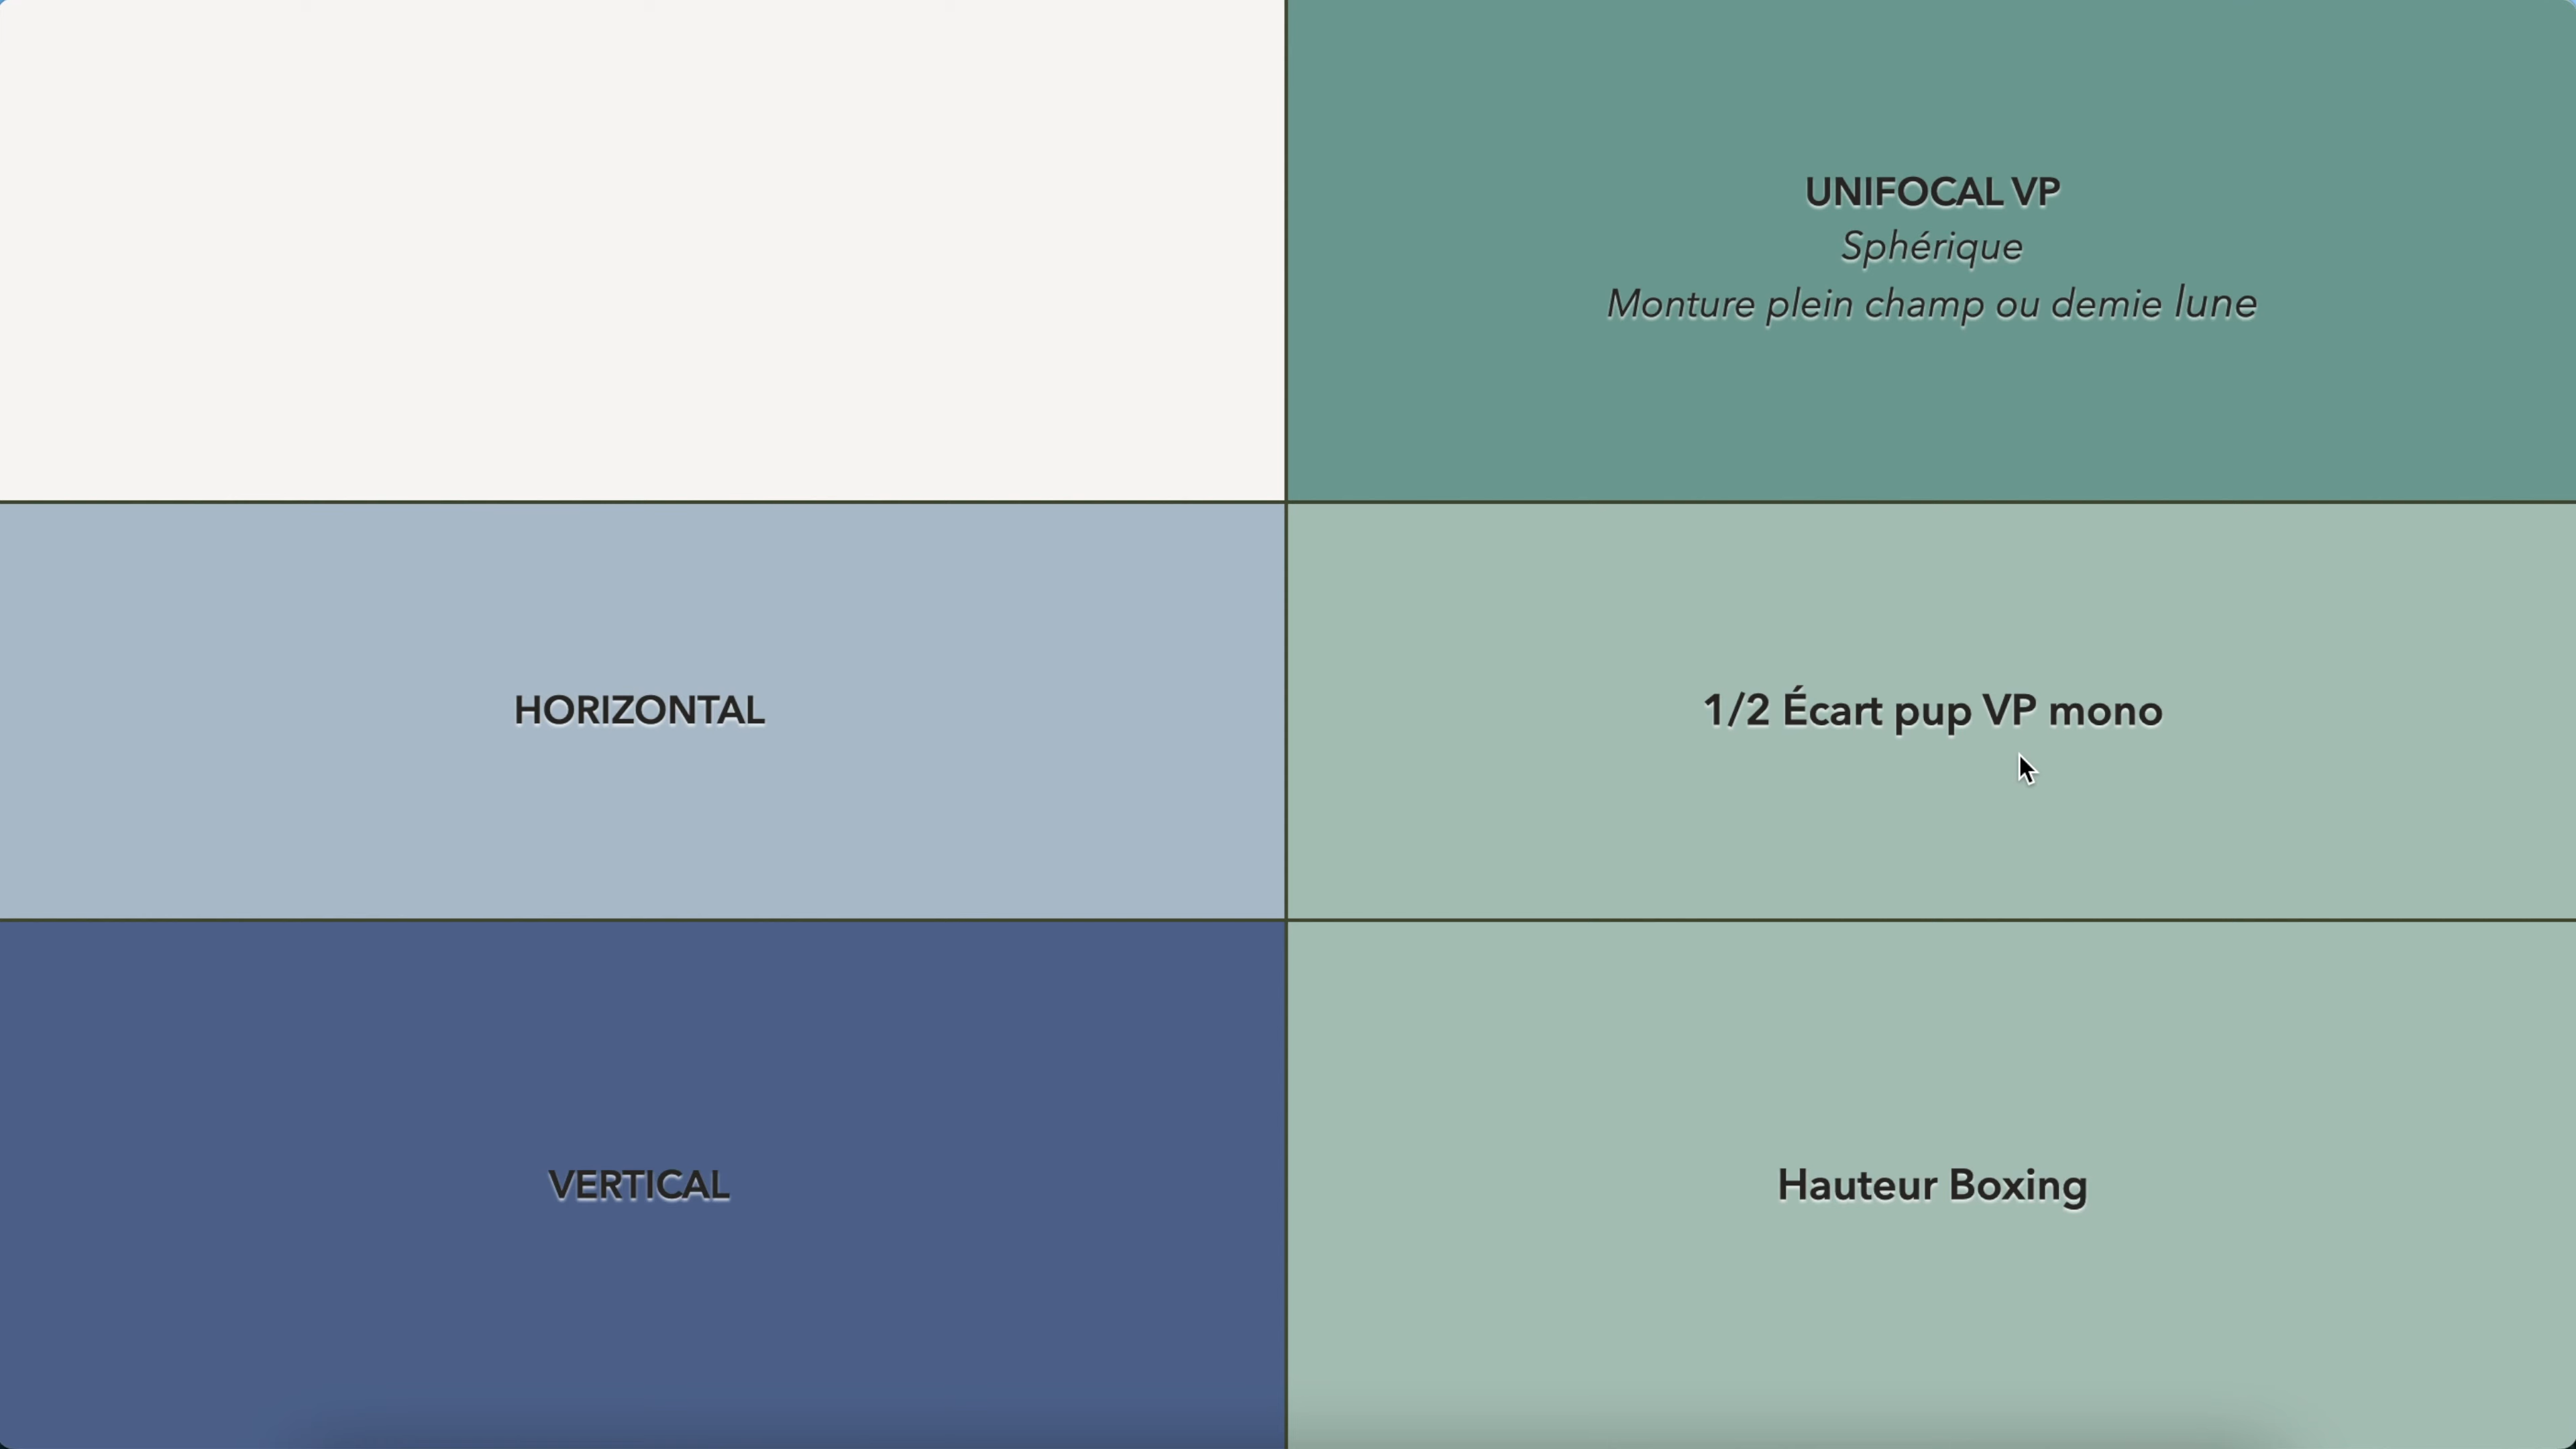 UNIFOCAL VP
Sphérique
Monture plein champ ou demie lune
HORIZONTAL
1/2 Écart pup VP mono
VERTICAL
Hauteur Boxing